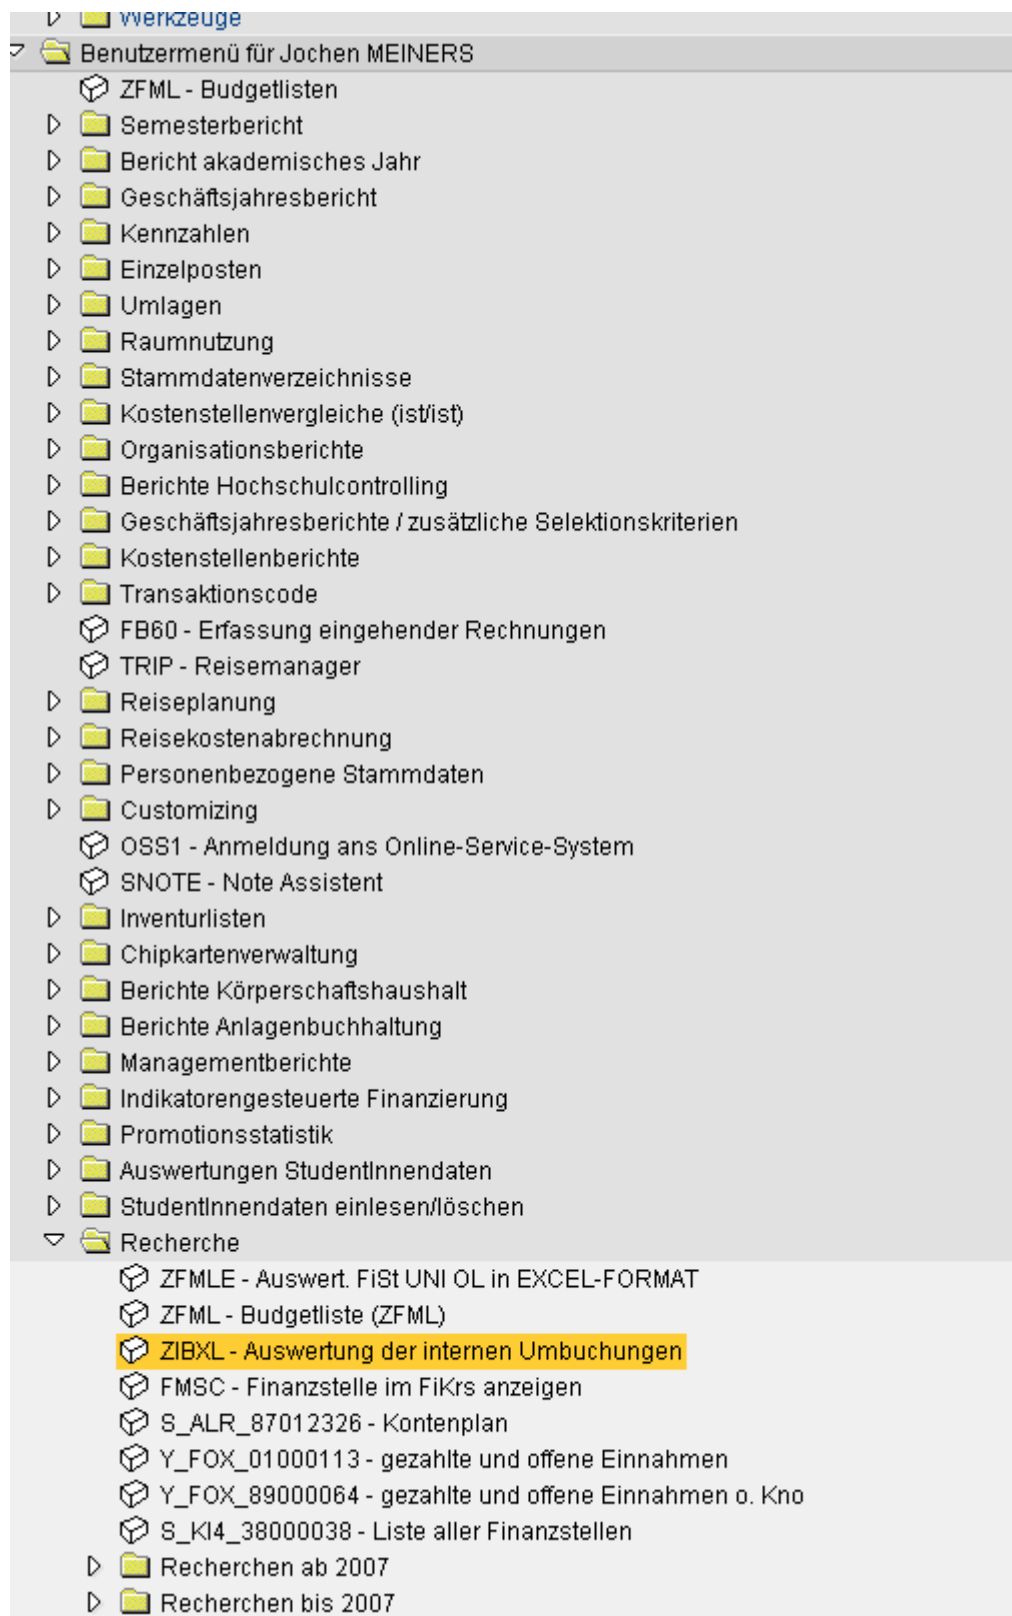 Werkzeuge
Benutzermenü für Jochen MEINERS
ZFML - Budgetlisten
Semesterbericht
Bericht akademisches Jahr
Geschäftsjahresbericht
Kennzahlen
Einzelposten
Umlagen
Raumnutzung
Stammdatenverzeichnisse
Kostenstellenvergleiche (ist/ist)
Organisationsberichte
Berichte Hochschulcontrolling
Geschäftsjahresberichte / zusätzliche Selektionskriterien
Kostenstellenberichte
Transaktionscode
FB60 - Erfassung eingehender Rechnungen
TRIP - Reisemanager
Reiseplanung
Reisekostenabrechnung
Personenbezogene Stammdaten
Customizing
OSS1 - Anmeldung ans Online-Service-System
SNOTE - Note Assistent
Inventurlisten
Chipkartenverwaltung
Berichte Körperschaftshaushalt
Berichte Anlagenbuchhaltung
Managementberichte
Indikatorengesteuerte Finanzierung
Promotionsstatistik
Auswertungen StudentInnendaten
StudentInnendaten einlesen/löschen
Recherche
ZFMLE - Auswert. FiSt UNI OL in EXCEL-FORMAT
ZFML - Budgetliste (ZFML)
ZIBXL - Auswertung der internen Umbuchungen
FMSC - Finanzstelle im FiKrs anzeigen
S_ALR_87012326 - Kontenplan
Y_FOX_01000113 - gezahlte und offene Einnahmen
Y_FOX_89000064 - gezahlte und offene Einnahmen o. Kno
S_KI4_38000038 - Liste aller Finanzstellen
Recherchen ab 2007
Recherchen bis 2007